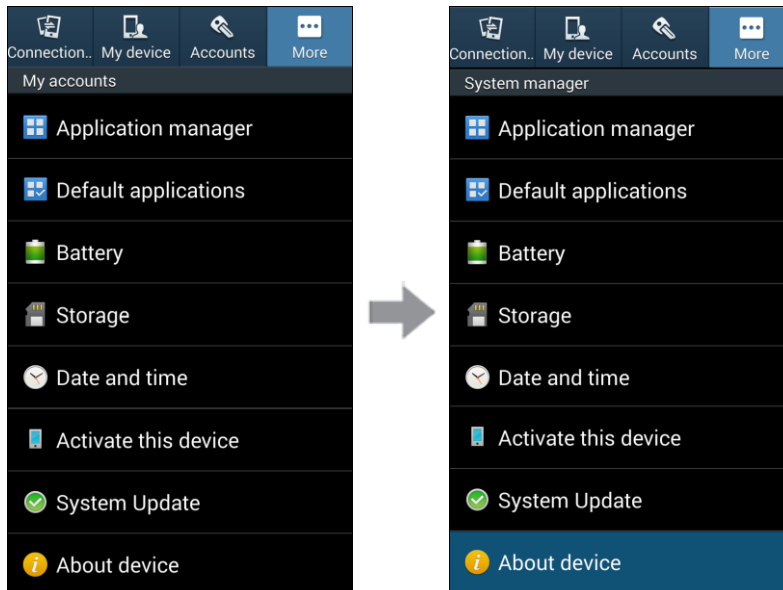 Connection.. My device Accounts More
My accounts
Application manager
Default applications
Battery
Storage
Date and time
Activate this device
System Update
About device
Connection.. My device Accounts More
System manager
Application manager
Default applications
Battery
Storage
Date and time
Activate this device
System Update
About device